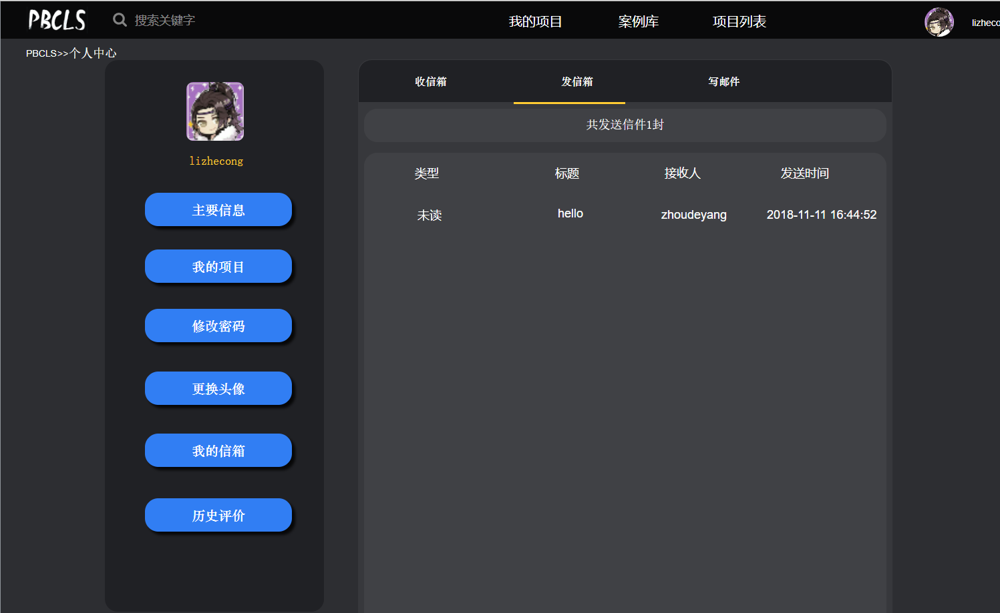 PBCLS
搜索关键字
我的项目
案例库
项目列表
lizheco
PBCLS>>个人中心
lizhecong
主要信息
我的项目
修改密码
更换头像
我的信箱
历史评价
收信箱
发信箱
写邮件
共发送信件1封
类型 标题 接收人 发送时间
未读 hello zhoudeyang 2018-11-11 16:44:52